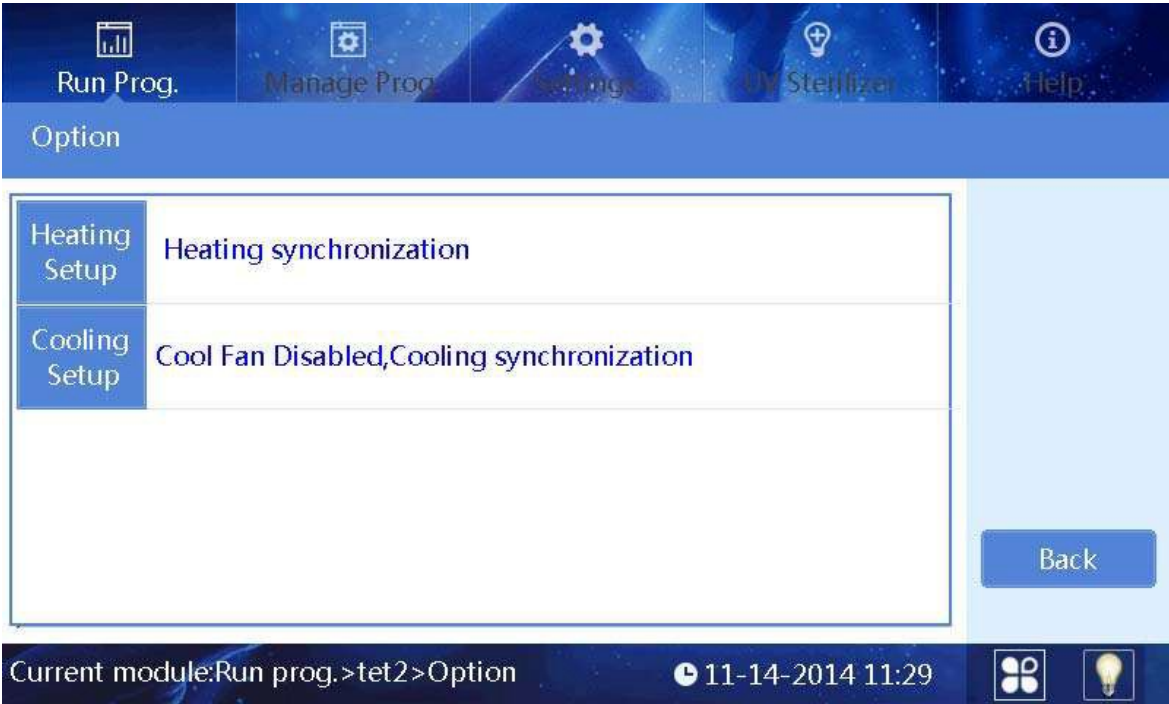 Run Prog.
Manage Prog.
Settings
UV Sterilizer
Help
Option
Heating
Setup
Heating synchronization
Cooling
Setup
Cool Fan Disabled,Cooling synchronization
Back
Current module:Run prog.>tet2>Option
11-14-2014 11:29